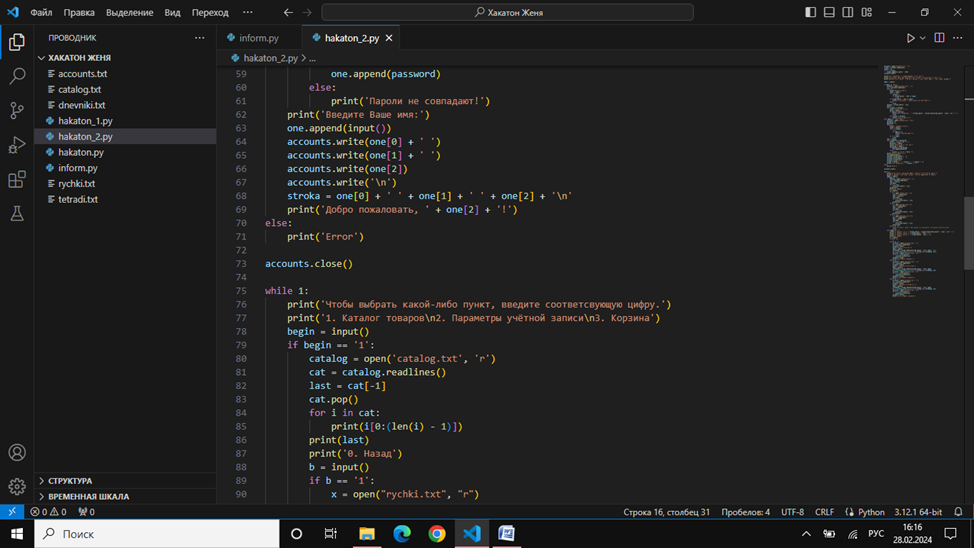 Файл Правка Выделение Вид Переход ··· Хакатон Женя
ПРОВОДНИК ···
ХАКАТОН ЖЕНЯ
accounts.txt
catalog.txt
dnevniki.txt
hakaton_1.py
hakaton_2.py
hakaton.py
inform.py
rychki.txt
tetradi.txt
СТРУКТУРА
ВРЕМЕННАЯ ШКАЛА
inform.py hakaton_2.py
hakaton_2.py > ...
59 one.append(password)
60 else:
61 print('Пароли не совпадают!')
62 print('Введите Ваше имя:')
63 one.append(input())
64 accounts.write(one[0] + ' ')
65 accounts.write(one[1] + ' ')
66 accounts.write(one[2])
67 accounts.write('\n')
68 stroka = one[0] + ' ' + one[1] + ' ' + one[2] + '\n'
69 print('Добро пожаловать, ' + one[2] + '!')
70 else:
71 print('Error')
72
73 accounts.close()
74
75 while 1:
76 print('Чтобы выбрать какой-либо пункт, введите соответсвующую цифру.')
77 print('1. Каталог товаров\n2. Параметры учётной записи\n3. Корзина')
78 begin = input()
79 if begin == '1':
80 catalog = open('catalog.txt', 'r')
81 cat = catalog.readlines()
82 last = cat[-1]
83 cat.pop()
84 for i in cat:
85 print(i[0:(len(i) - 1)])
86 print(last)
87 print('0. Назад')
88 b = input()
89 if b == '1':
90 x = open("rychki.txt", "r")
0 0 0 Строка 16, столбец 31 Пробелов: 4 UTF-8 CRLF Python 3.12.1 64-bit
Поиск РУС 16:16
28.02.2024